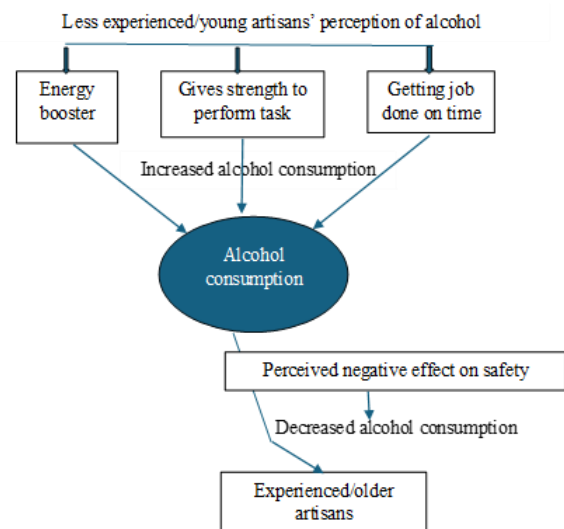 Less experienced/young artisans’ perception of alcohol
Energy
booster
Gives strength to
perform task
Getting job
done on time
Increased alcohol consumption
Alcohol
consumption
Perceived negative effect on safety
Decreased alcohol consumption
Experienced/older
artisans